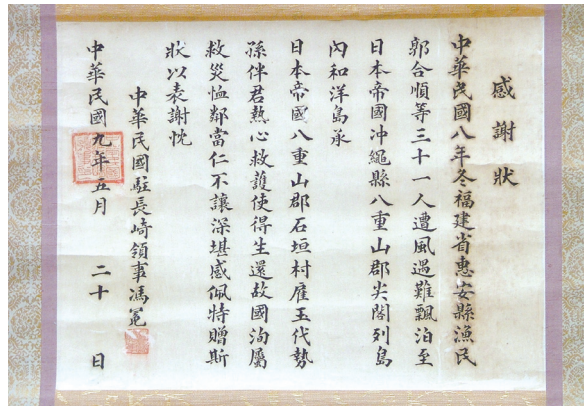 感謝狀
中華民國八年冬福建省惠安縣漁民
郭合順等三十一人遭風遇難飄泊至
日本帝國冲繩縣八重山郡尖閣列島
內和洋島承
日本帝國八重山郡石垣村雇玉代勢
孫伴君熱心救護使得生還故國洵屬
救災恤鄰當仁不讓深堪感佩特贈斯
狀以表謝忱
中華民國駐長崎領事馮冕
中華民國九年五月二十日